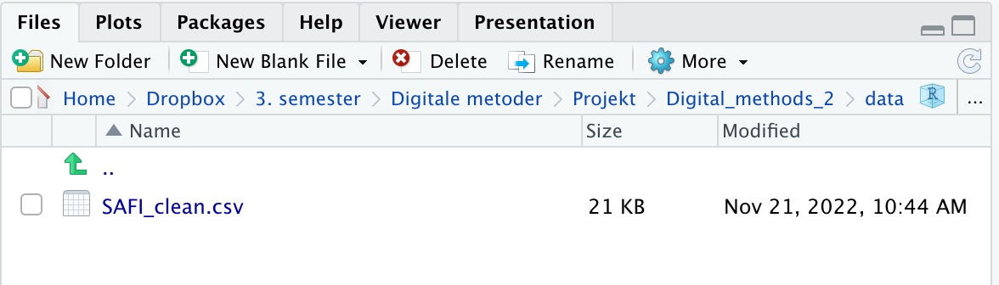 Files Plots Packages Help Viewer Presentation
New Folder New Blank File Delete Rename More
Home Dropbox 3. semester Digitale metoder Projekt Digital_methods_2 data R ...
Name Size Modified
..
SAFI_clean.csv 21 KB Nov 21, 2022, 10:44 AM